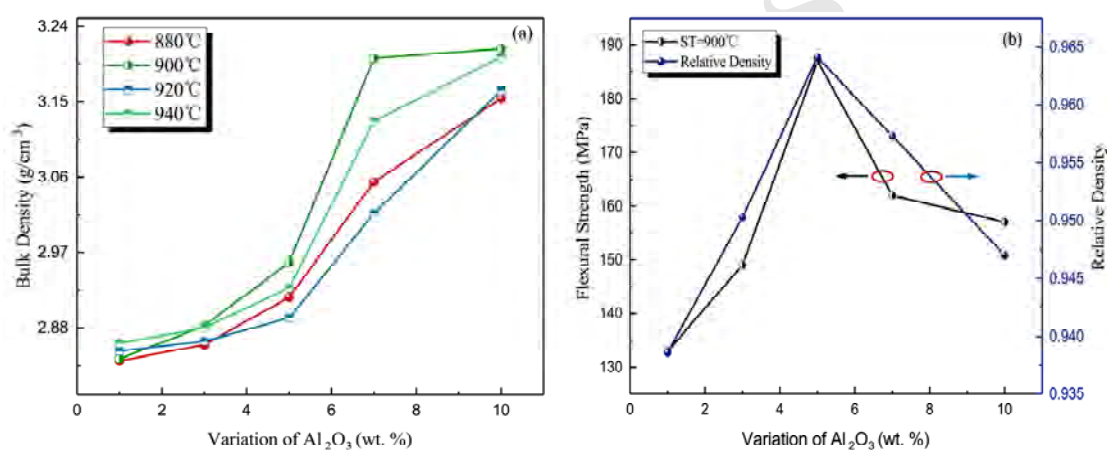 (a)
880℃
900℃
920℃
940℃
3.24
3.15
3.06
2.97
2.88
Bulk Density (g/cm³)
0 2 4 6 8 10
Variation of Al₂O₃ (wt. %)
(b)
ST=900℃
Relative Density
190
180
170
160
150
140
130
Flexural Strength (MPa)
0.965
0.960
0.955
0.950
0.945
0.940
0.935
Relative Density
0 2 4 6 8 10
Variation of Al₂O₃ (wt. %)